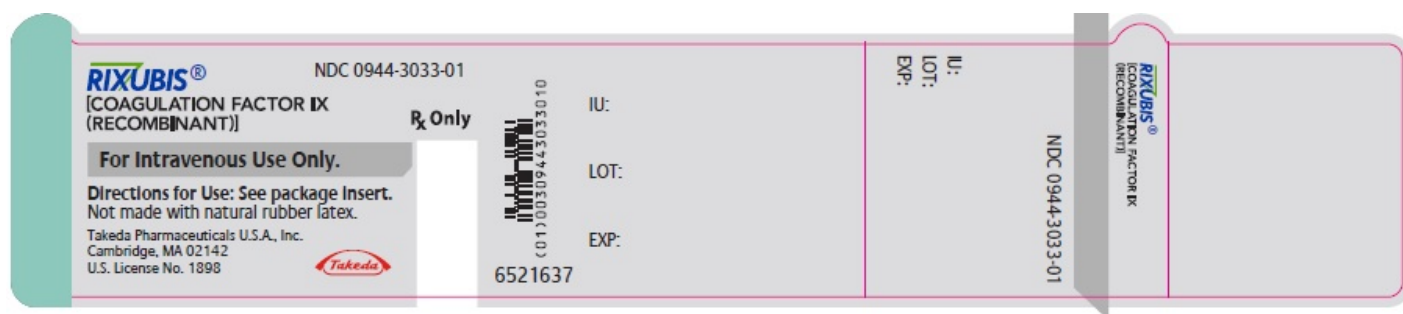 RIXUBIS®
NDC 0944-3033-01
[COAGULATION FACTOR IX
(RECOMBINANT)]
Rx Only
For Intravenous Use Only.
Directions for Use: See package insert.
Not made with natural rubber latex.
Takeda Pharmaceuticals U.S.A., Inc.
Cambridge, MA 02142
U.S. License No. 1898
Takeda
(01)00309443033010
6521637
IU:
LOT:
EXP:
IU:
LOT:
EXP:
NDC 0944-3033-01
RIXUBIS®
[COAGULATION FACTOR IX
(RECOMBINANT)]